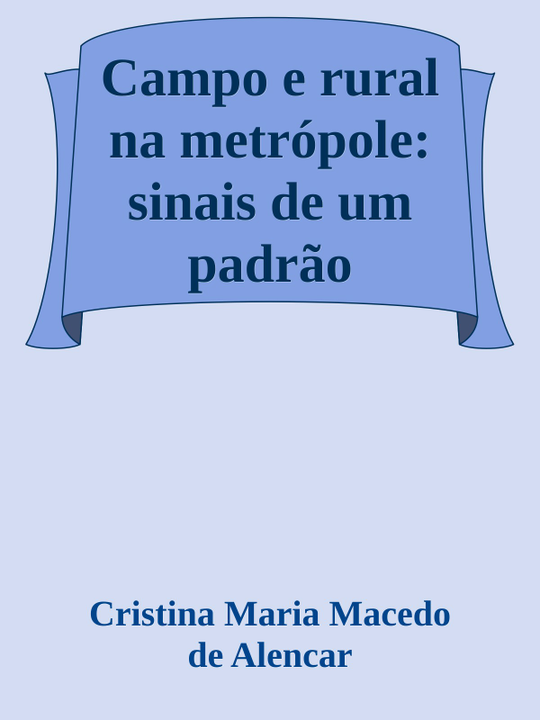 Campo e rural
na metrópole:
sinais de um
padrão
Cristina Maria Macedo
de Alencar